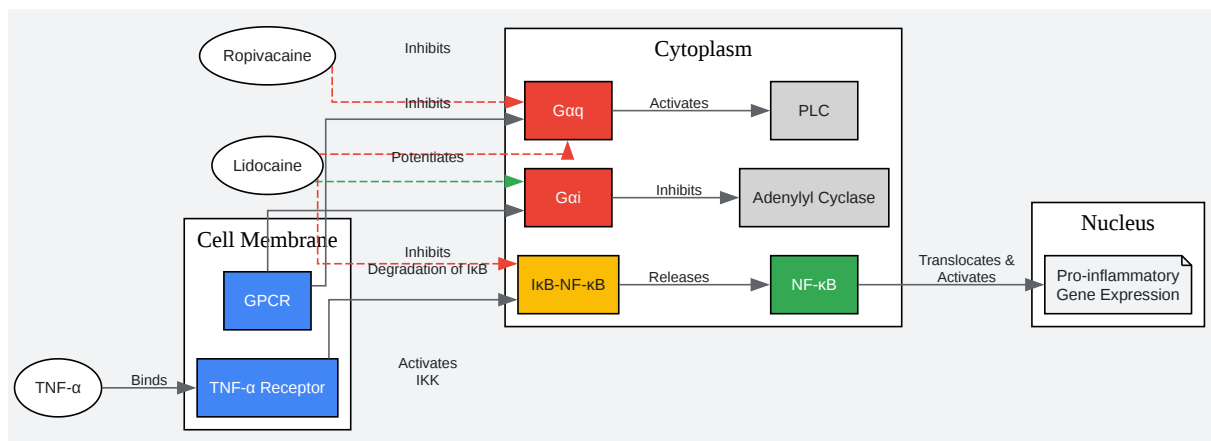 Ropivacaine
Inhibits
Cytoplasm
Inhibits
Gαq
Activates
PLC
Lidocaine
Potentiates
Gαi
Inhibits
Adenylyl Cyclase
Cell Membrane
GPCR
Inhibits
Degradation of IκB
IκB-NF-κB
Releases
NF-κB
Translocates &
Activates
Nucleus
Pro-inflammatory
Gene Expression
TNF-α
Binds
TNF-α Receptor
Activates
IKK